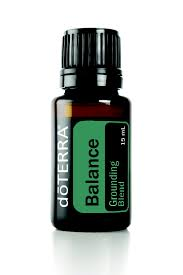 dōTERRA
Balance
Grounding
Blend
15 mL